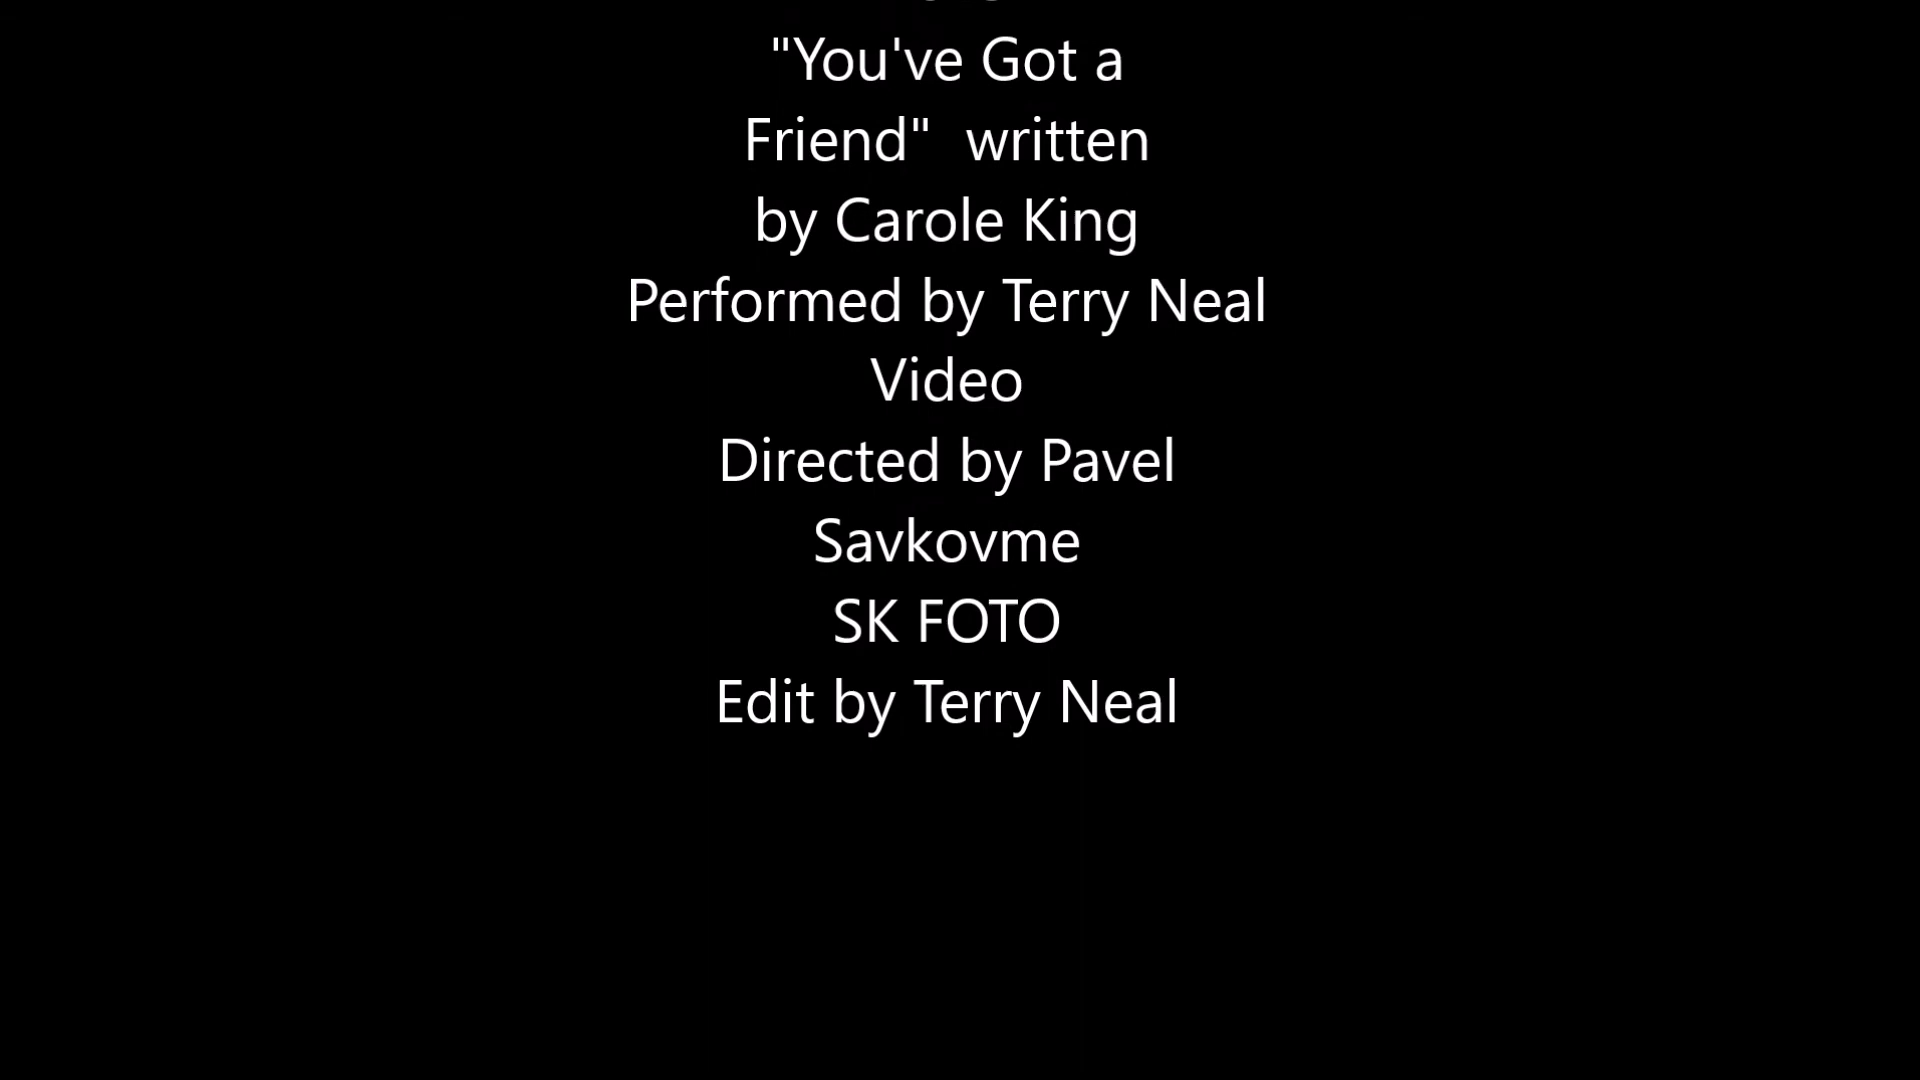 "You've Got a
Friend"  written
by Carole King
Performed by Terry Neal
Video
Directed by Pavel
Savkovme
SK FOTO
Edit by Terry Neal